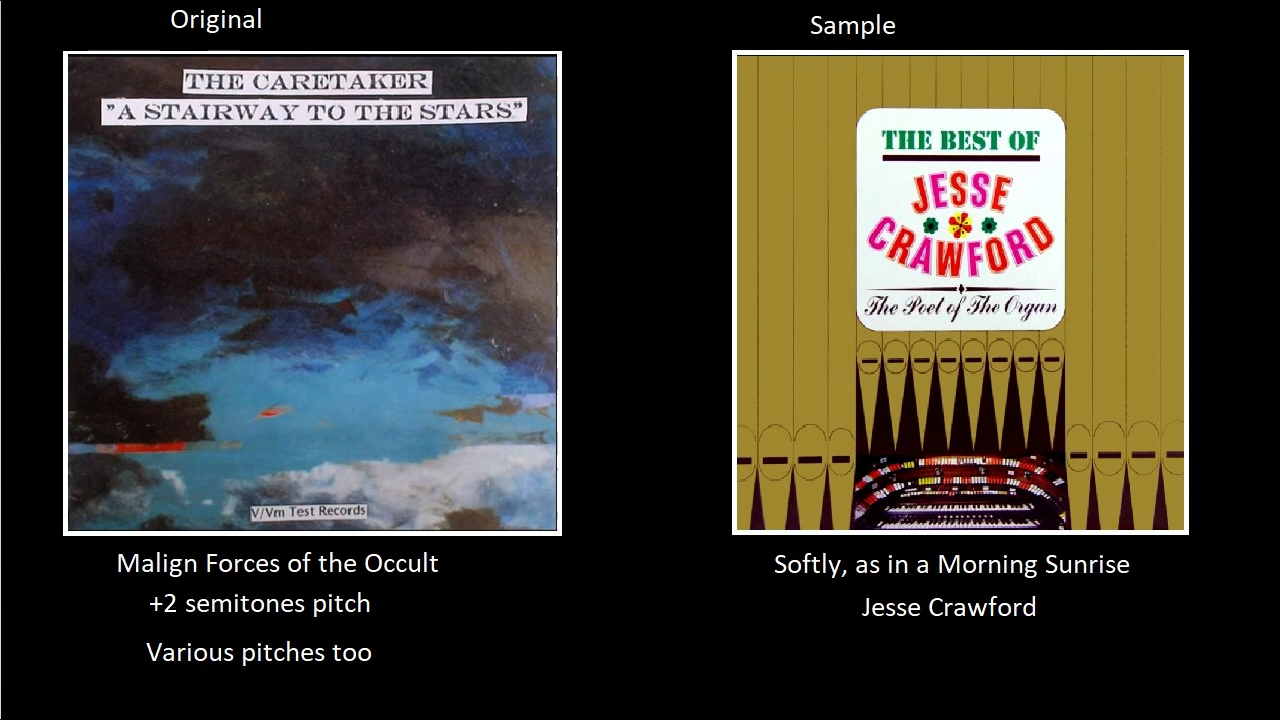 Original
THE CARETAKER
"A STAIRWAY TO THE STARS"
V/Vm Test Records
Malign Forces of the Occult
+2 semitones pitch
Various pitches too
Sample
THE BEST OF
JESSE
CRAWFORD
The Poet of The Organ
Softly, as in a Morning Sunrise
Jesse Crawford